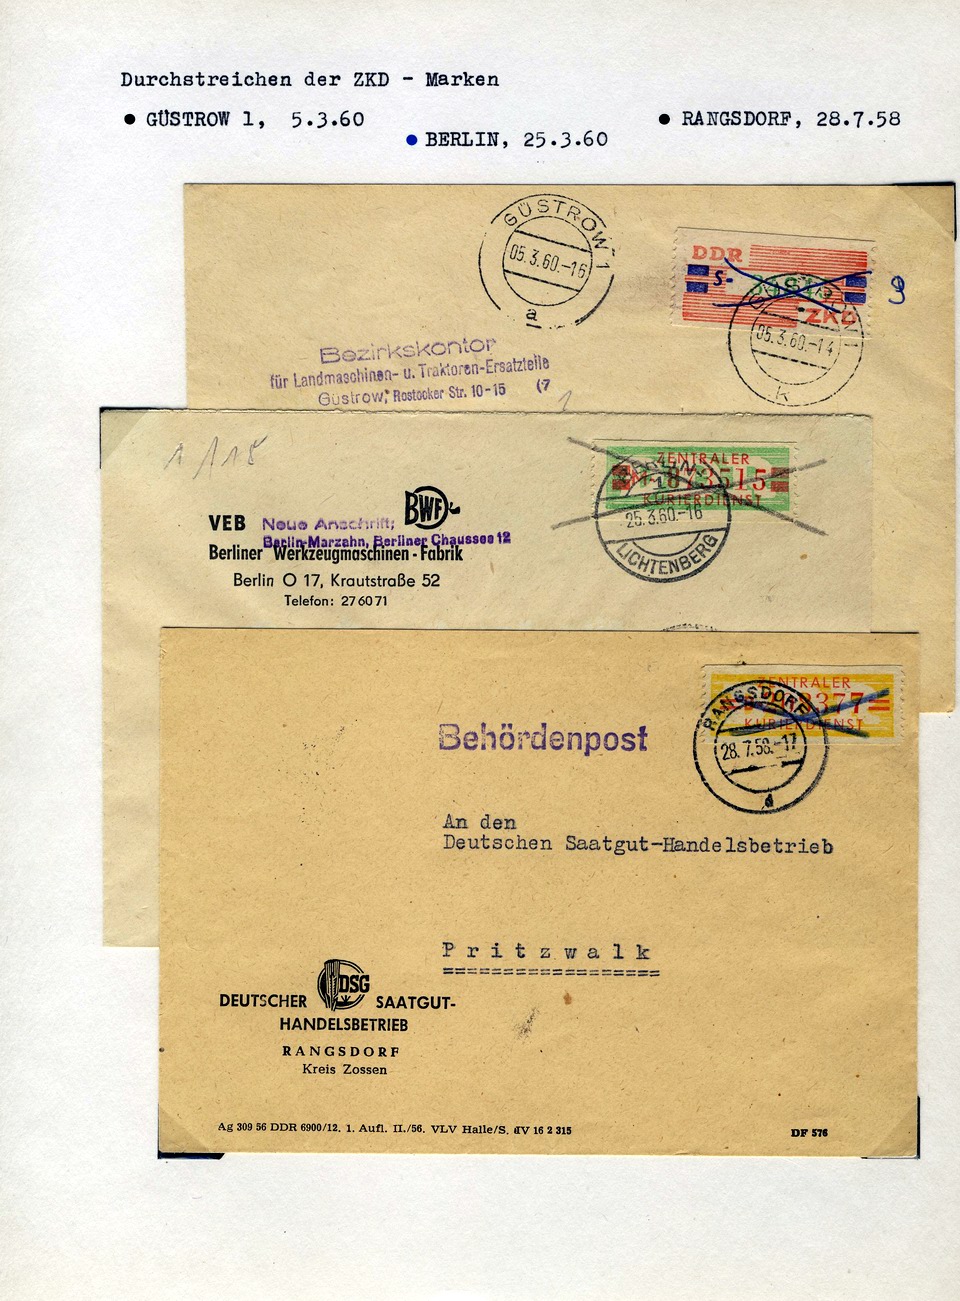 Durchstreichen der ZKD - Marken
● GÜSTROW 1, 5.3.60
● RANGSDORF, 28.7.58
● BERLIN, 25.3.60
GÜSTROW 1
05.3.60.-16
a
DDR
S-
ZKD
05.3.60.-14
k
9
Bezirkskontor
für Landmaschinen- u. Traktoren-Ersatzteile
Güstrow, Rostocker Str. 10-15 (7
1118
ZENTRALER
M-1873515
KURIERDIENST
BERLIN
25.3.60.-16
LICHTENBERG
BWF
VEB Neue Anschrift;
Berlin-Marzahn, Berliner Chaussee 12
Berliner Werkzeugmaschinen-Fabrik
Berlin O 17, Krautstraße 52
Telefon: 276071
ZENTRALER
377
KURIERDIENST
RANGSDORF
28.7.58.-17
Behördenpost
An den
Deutschen Saatgut-Handelsbetrieb
Pritzwalk
DSG
DEUTSCHER SAATGUT-
HANDELSBETRIEB
RANGSDORF
Kreis Zossen
Ag 309 56 DDR 6900/12. 1. Aufl. II./56. VLV Halle/S. dV 16 2 315
DF 576